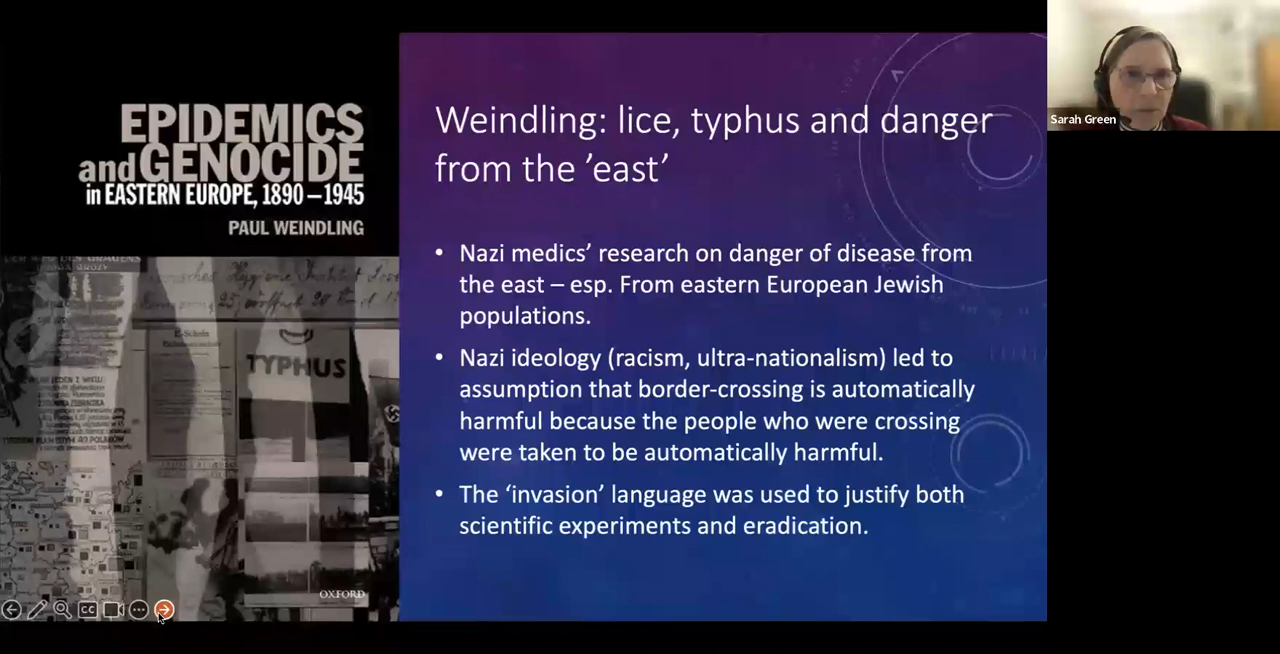 EPIDEMICS
and GENOCIDE
in EASTERN EUROPE, 1890 – 1945
PAUL WEINDLING
TYPHUS
OXFORD
CC
Weindling: lice, typhus and danger
from the ’east’
• Nazi medics’ research on danger of disease from
the east – esp. From eastern European Jewish
populations.
• Nazi ideology (racism, ultra-nationalism) led to
assumption that border-crossing is automatically
harmful because the people who were crossing
were taken to be automatically harmful.
• The ‘invasion’ language was used to justify both
scientific experiments and eradication.
Sarah Green